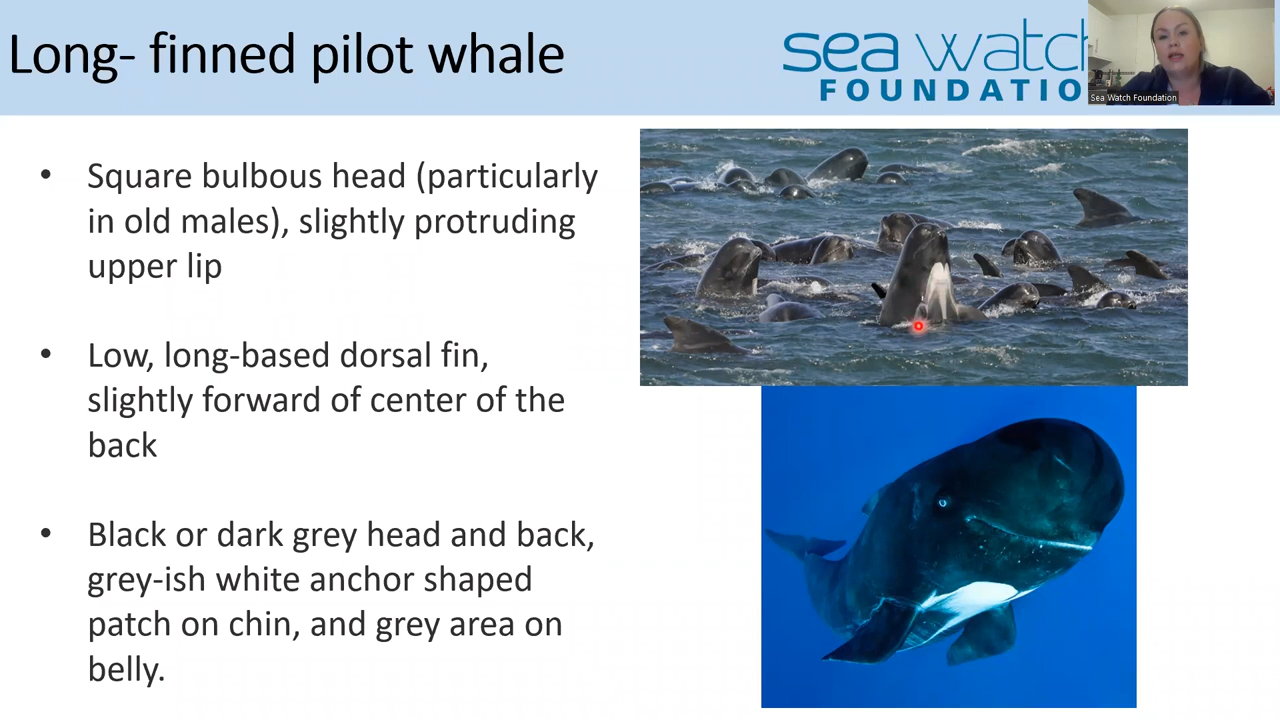 Long- finned pilot whale
sea watch
FOUNDATIO
Sea Watch Foundation
• Square bulbous head (particularly
in old males), slightly protruding
upper lip
• Low, long-based dorsal fin,
slightly forward of center of the
back
• Black or dark grey head and back,
grey-ish white anchor shaped
patch on chin, and grey area on
belly.